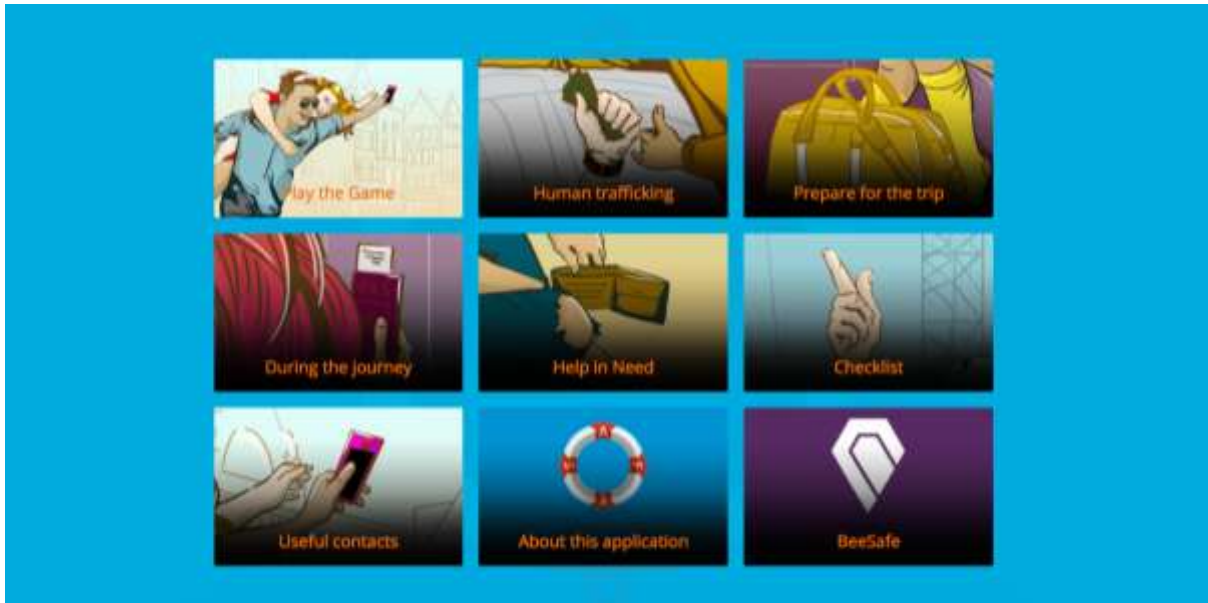 Play the Game
Human trafficking
Prepare for the trip
During the journey
Help in Need
Checklist
Useful contacts
About this application
BeeSafe